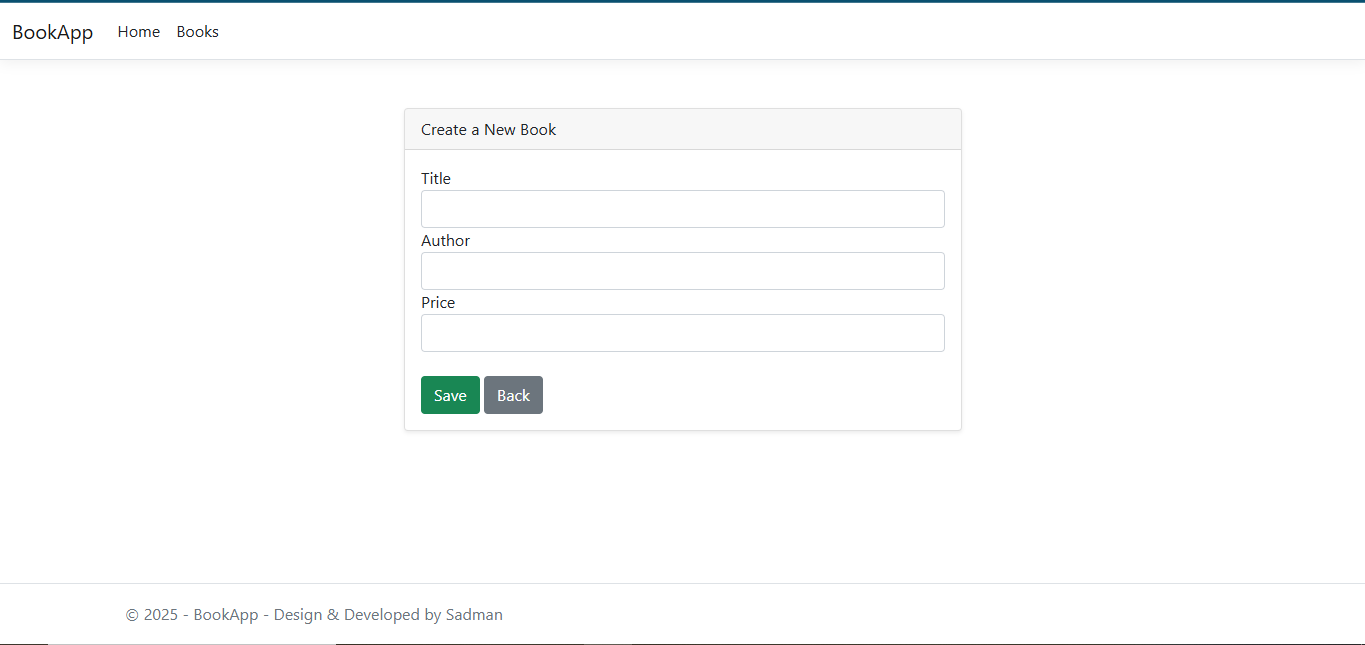 BookApp Home Books
Create a New Book
Title
Author
Price
Save Back
© 2025 - BookApp - Design & Developed by Sadman